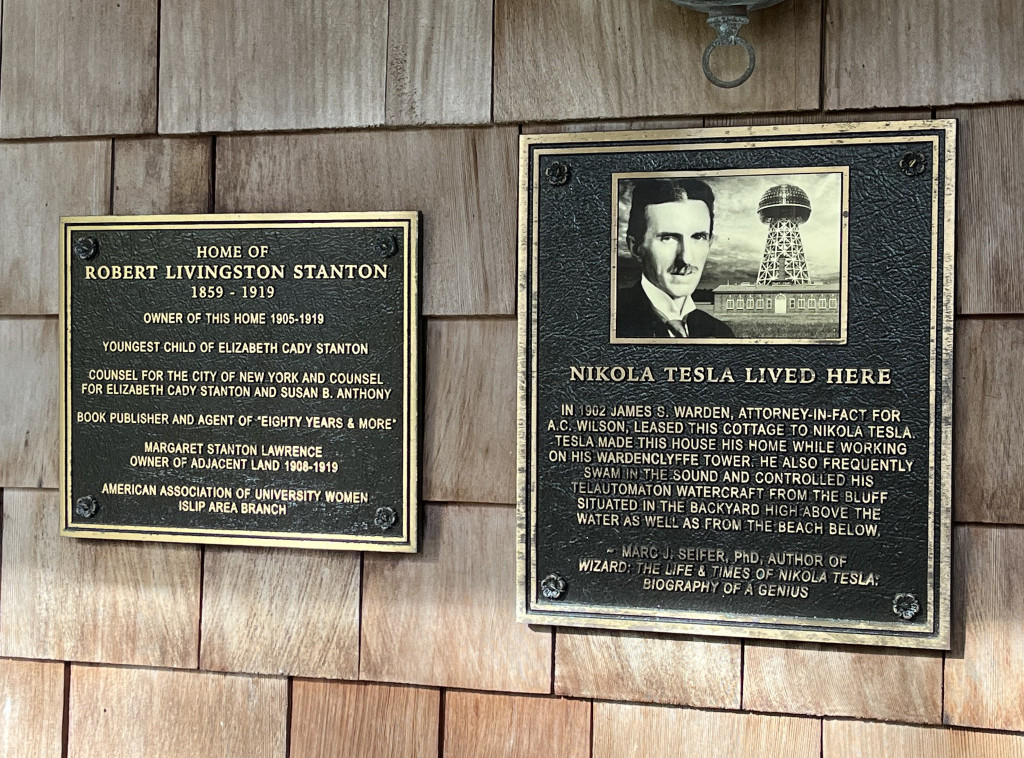 HOME OF
ROBERT LIVINGSTON STANTON
1859 - 1919
OWNER OF THIS HOME 1905-1919
YOUNGEST CHILD OF ELIZABETH CADY STANTON
COUNSEL FOR THE CITY OF NEW YORK AND COUNSEL
FOR ELIZABETH CADY STANTON AND SUSAN B. ANTHONY
BOOK PUBLISHER AND AGENT OF "EIGHTY YEARS & MORE"
MARGARET STANTON LAWRENCE
OWNER OF ADJACENT LAND 1908-1919
AMERICAN ASSOCIATION OF UNIVERSITY WOMEN
ISLIP AREA BRANCH
NIKOLA TESLA LIVED HERE
IN 1902 JAMES S. WARDEN, ATTORNEY-IN-FACT FOR
A.C. WILSON, LEASED THIS COTTAGE TO NIKOLA TESLA.
TESLA MADE THIS HOUSE HIS HOME WHILE WORKING
ON HIS WARDENCLYFFE TOWER. HE ALSO FREQUENTLY
SWAM IN THE SOUND AND CONTROLLED HIS
TELAUTOMATON WATERCRAFT FROM THE BLUFF
SITUATED IN THE BACKYARD HIGH ABOVE THE
WATER AS WELL AS FROM THE BEACH BELOW.
~ MARC J. SEIFER, PhD, AUTHOR OF
WIZARD: THE LIFE & TIMES OF NIKOLA TESLA:
BIOGRAPHY OF A GENIUS